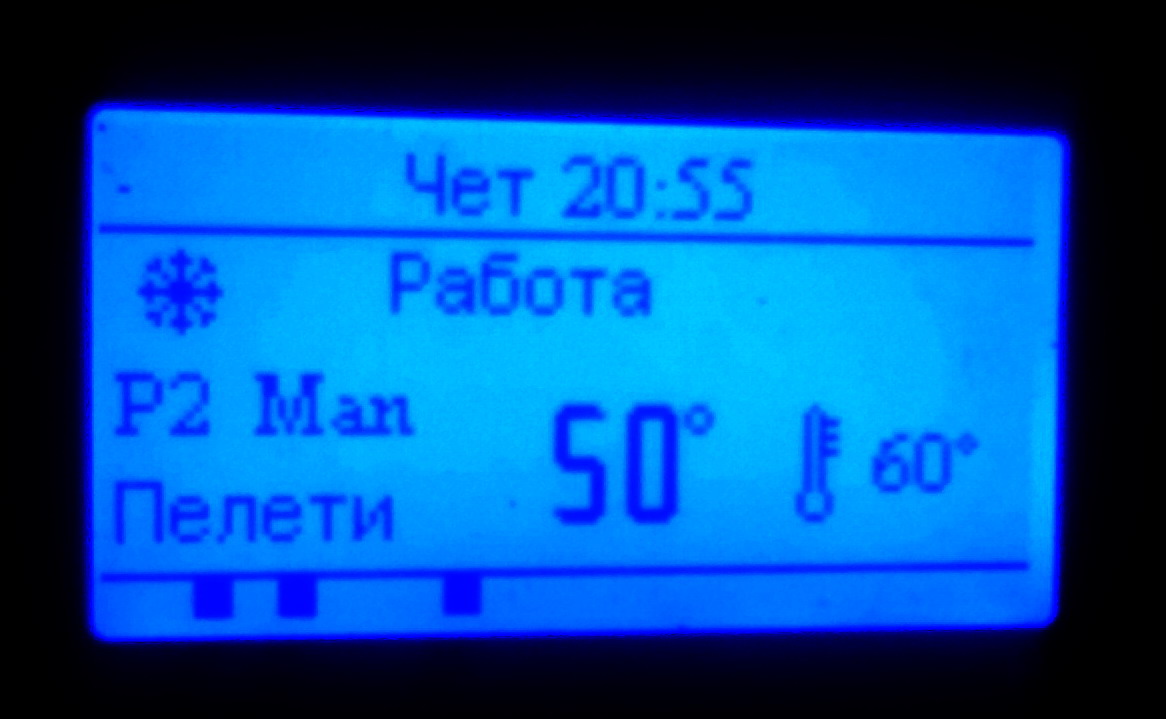 Чет 20:55
Работа
P2 Man
50° 60°
Пелети